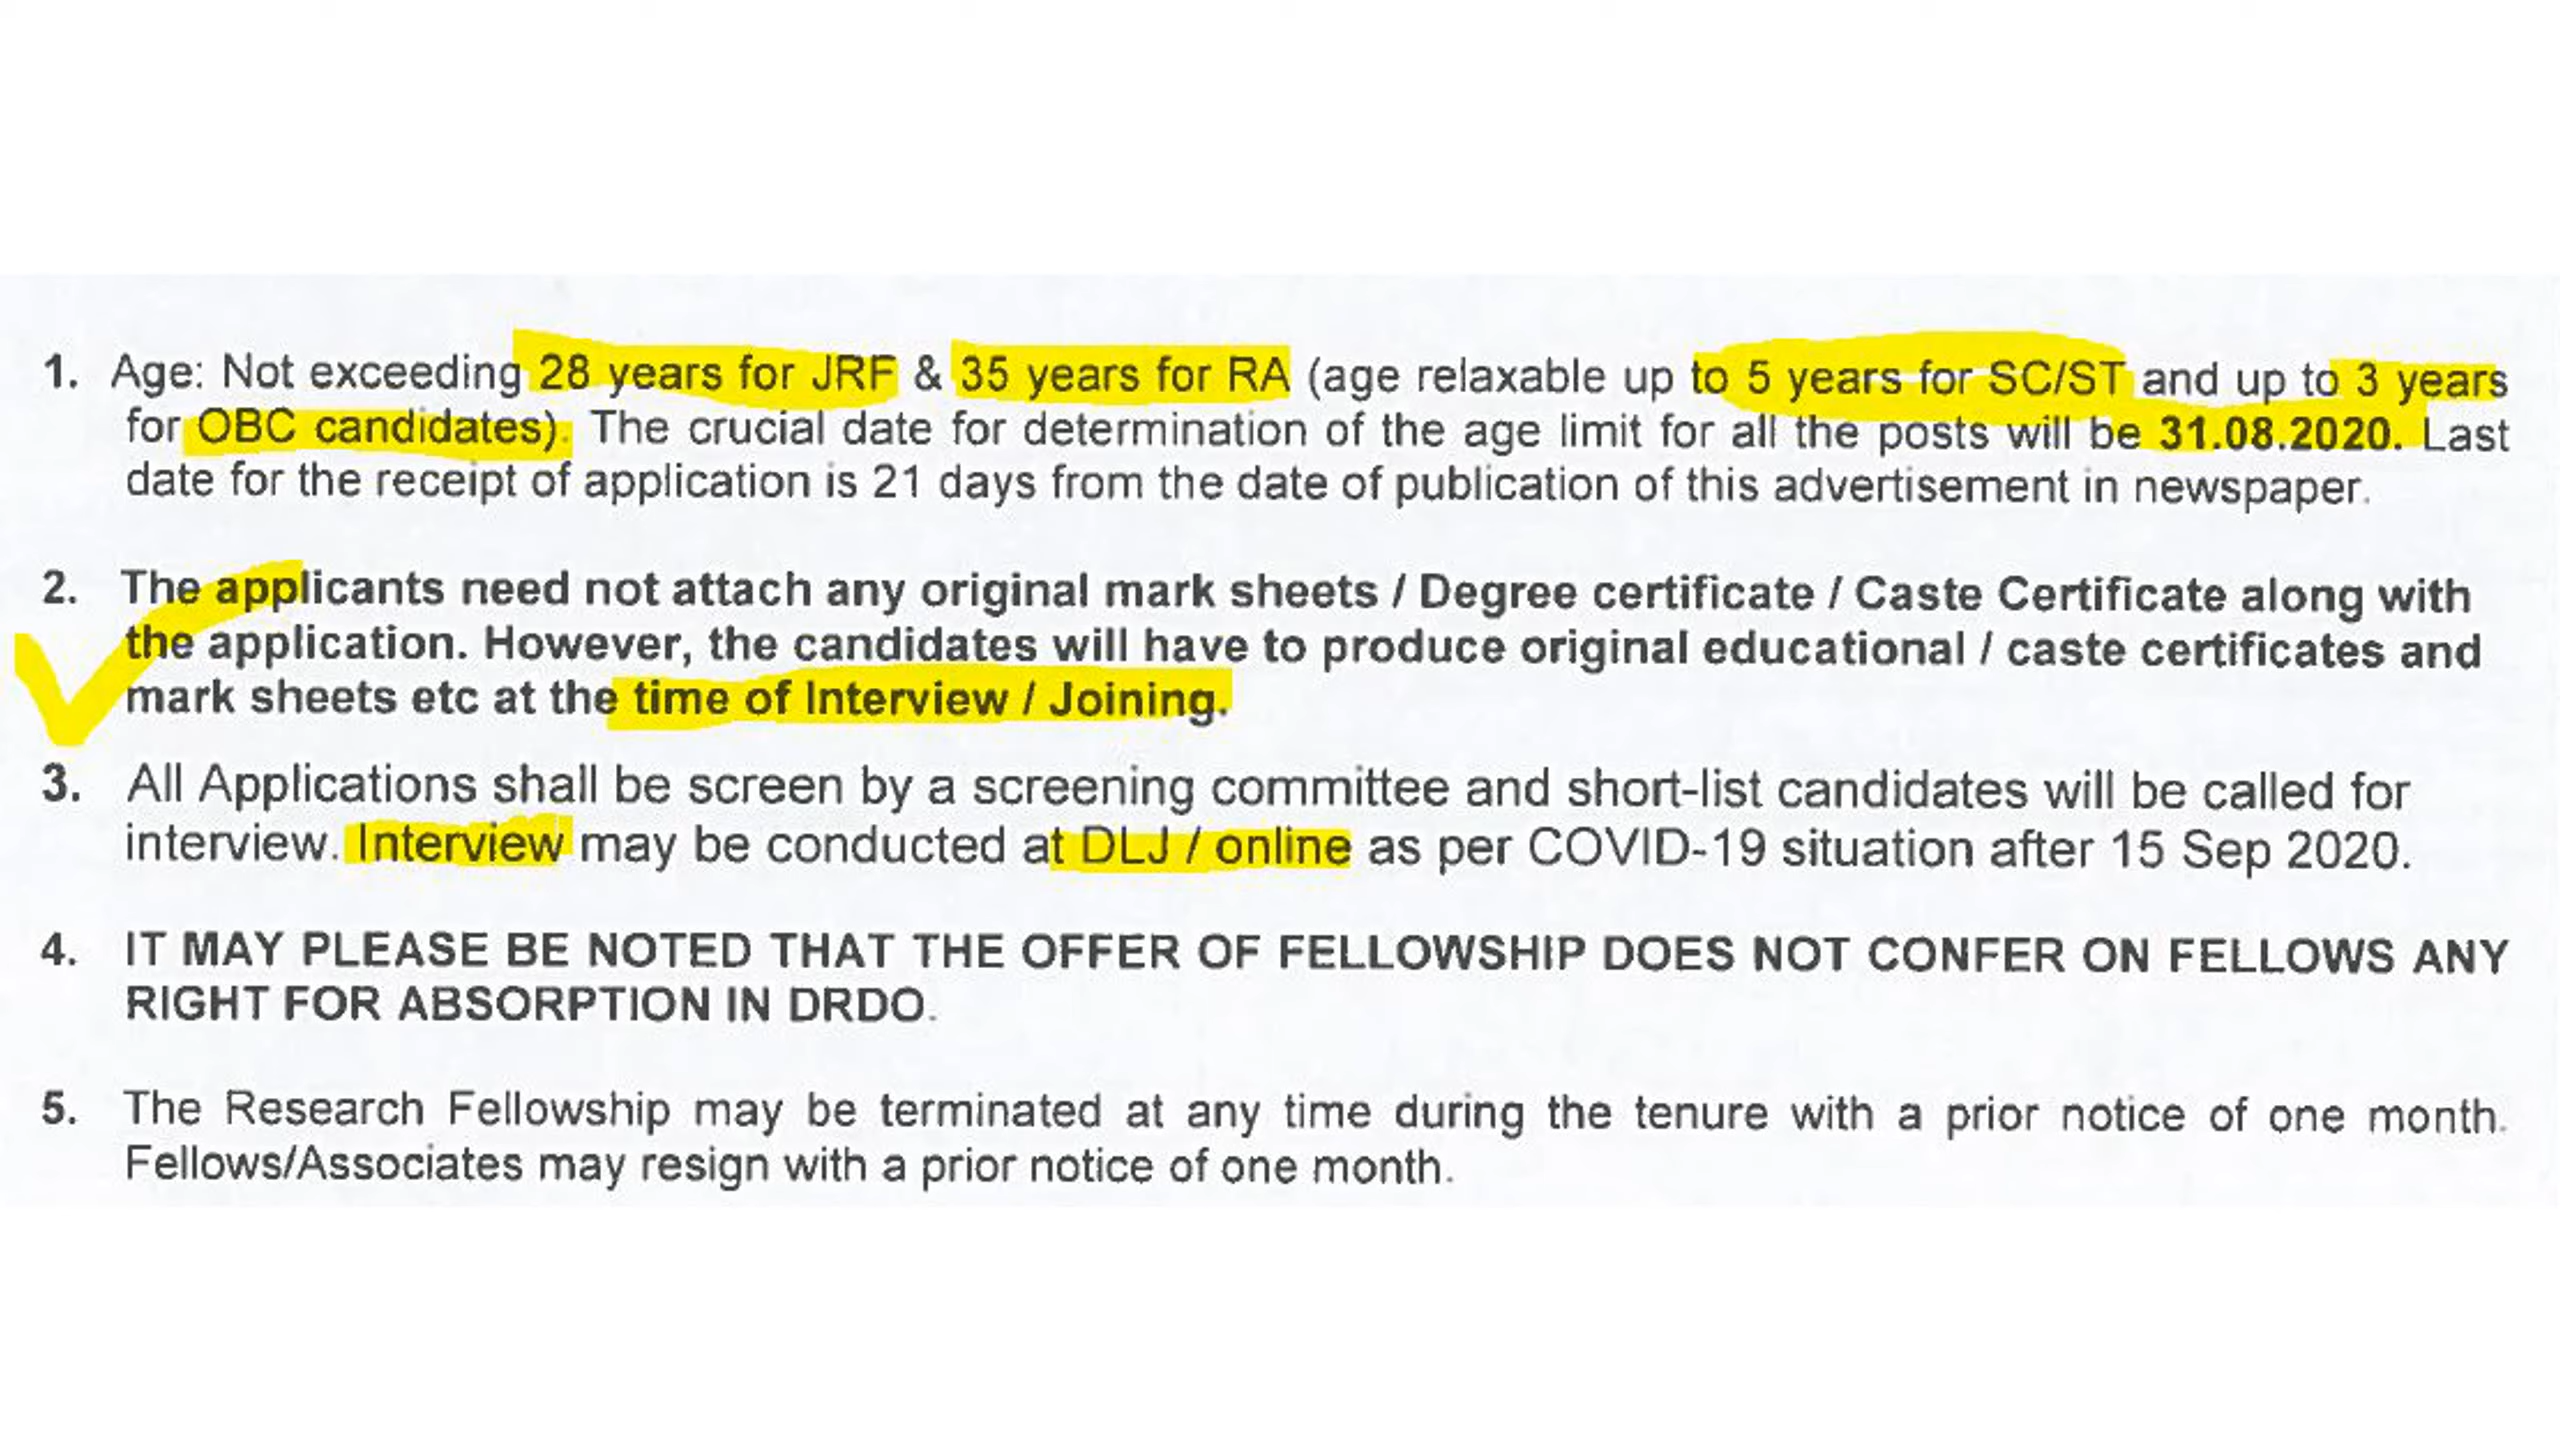 1. Age: Not exceeding 28 years for JRF & 35 years for RA (age relaxable up to 5 years for SC/ST and up to 3 years
for OBC candidates). The crucial date for determination of the age limit for all the posts will be 31.08.2020. Last
date for the receipt of application is 21 days from the date of publication of this advertisement in newspaper.
2. The applicants need not attach any original mark sheets / Degree certificate / Caste Certificate along with
the application. However, the candidates will have to produce original educational / caste certificates and
mark sheets etc at the time of Interview / Joining.
3. All Applications shall be screen by a screening committee and short-list candidates will be called for
interview. Interview may be conducted at DLJ / online as per COVID-19 situation after 15 Sep 2020.
4. IT MAY PLEASE BE NOTED THAT THE OFFER OF FELLOWSHIP DOES NOT CONFER ON FELLOWS ANY
RIGHT FOR ABSORPTION IN DRDO.
5. The Research Fellowship may be terminated at any time during the tenure with a prior notice of one month.
Fellows/Associates may resign with a prior notice of one month.